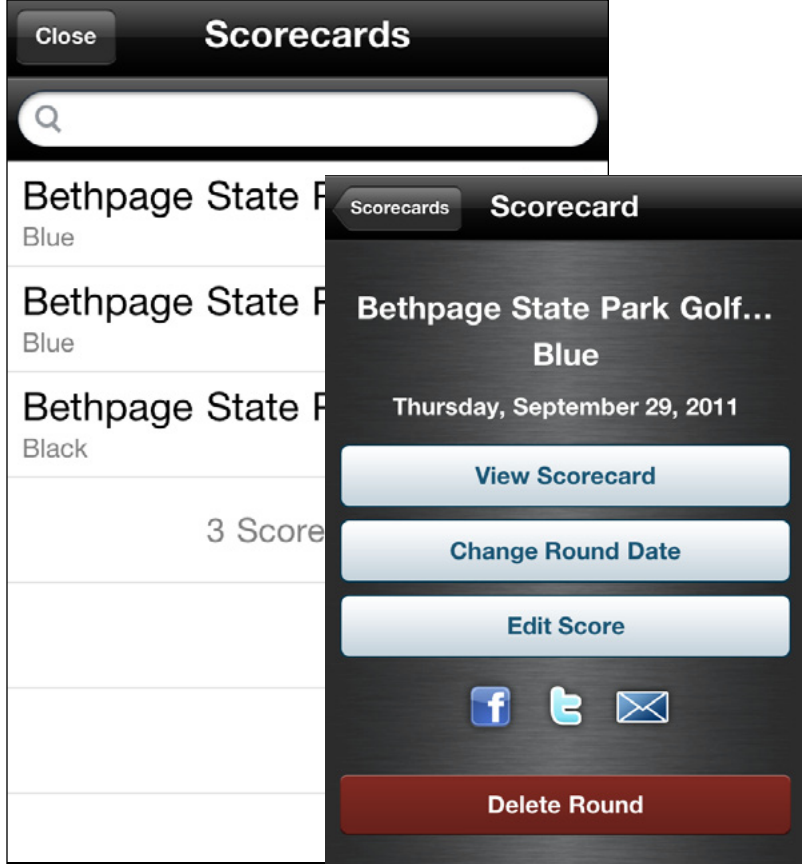 Close
Scorecards
Bethpage State
Blue
Bethpage State
Blue
Bethpage State
Black
3 Score
Scorecards
Scorecard
Bethpage State Park Golf...
Blue
Thursday, September 29, 2011
View Scorecard
Change Round Date
Edit Score
f
t
Delete Round